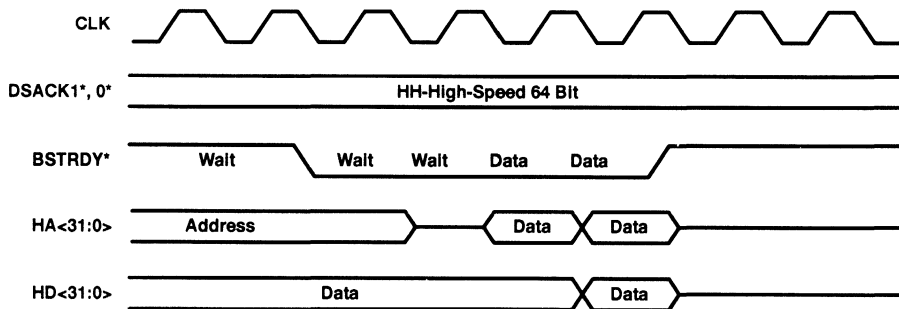 CLK
DSACK1*, 0* HH-High-Speed 64 Bit
BSTRDY* Wait Wait Wait Data Data
HA<31:0> Address Data Data
HD<31:0> Data Data